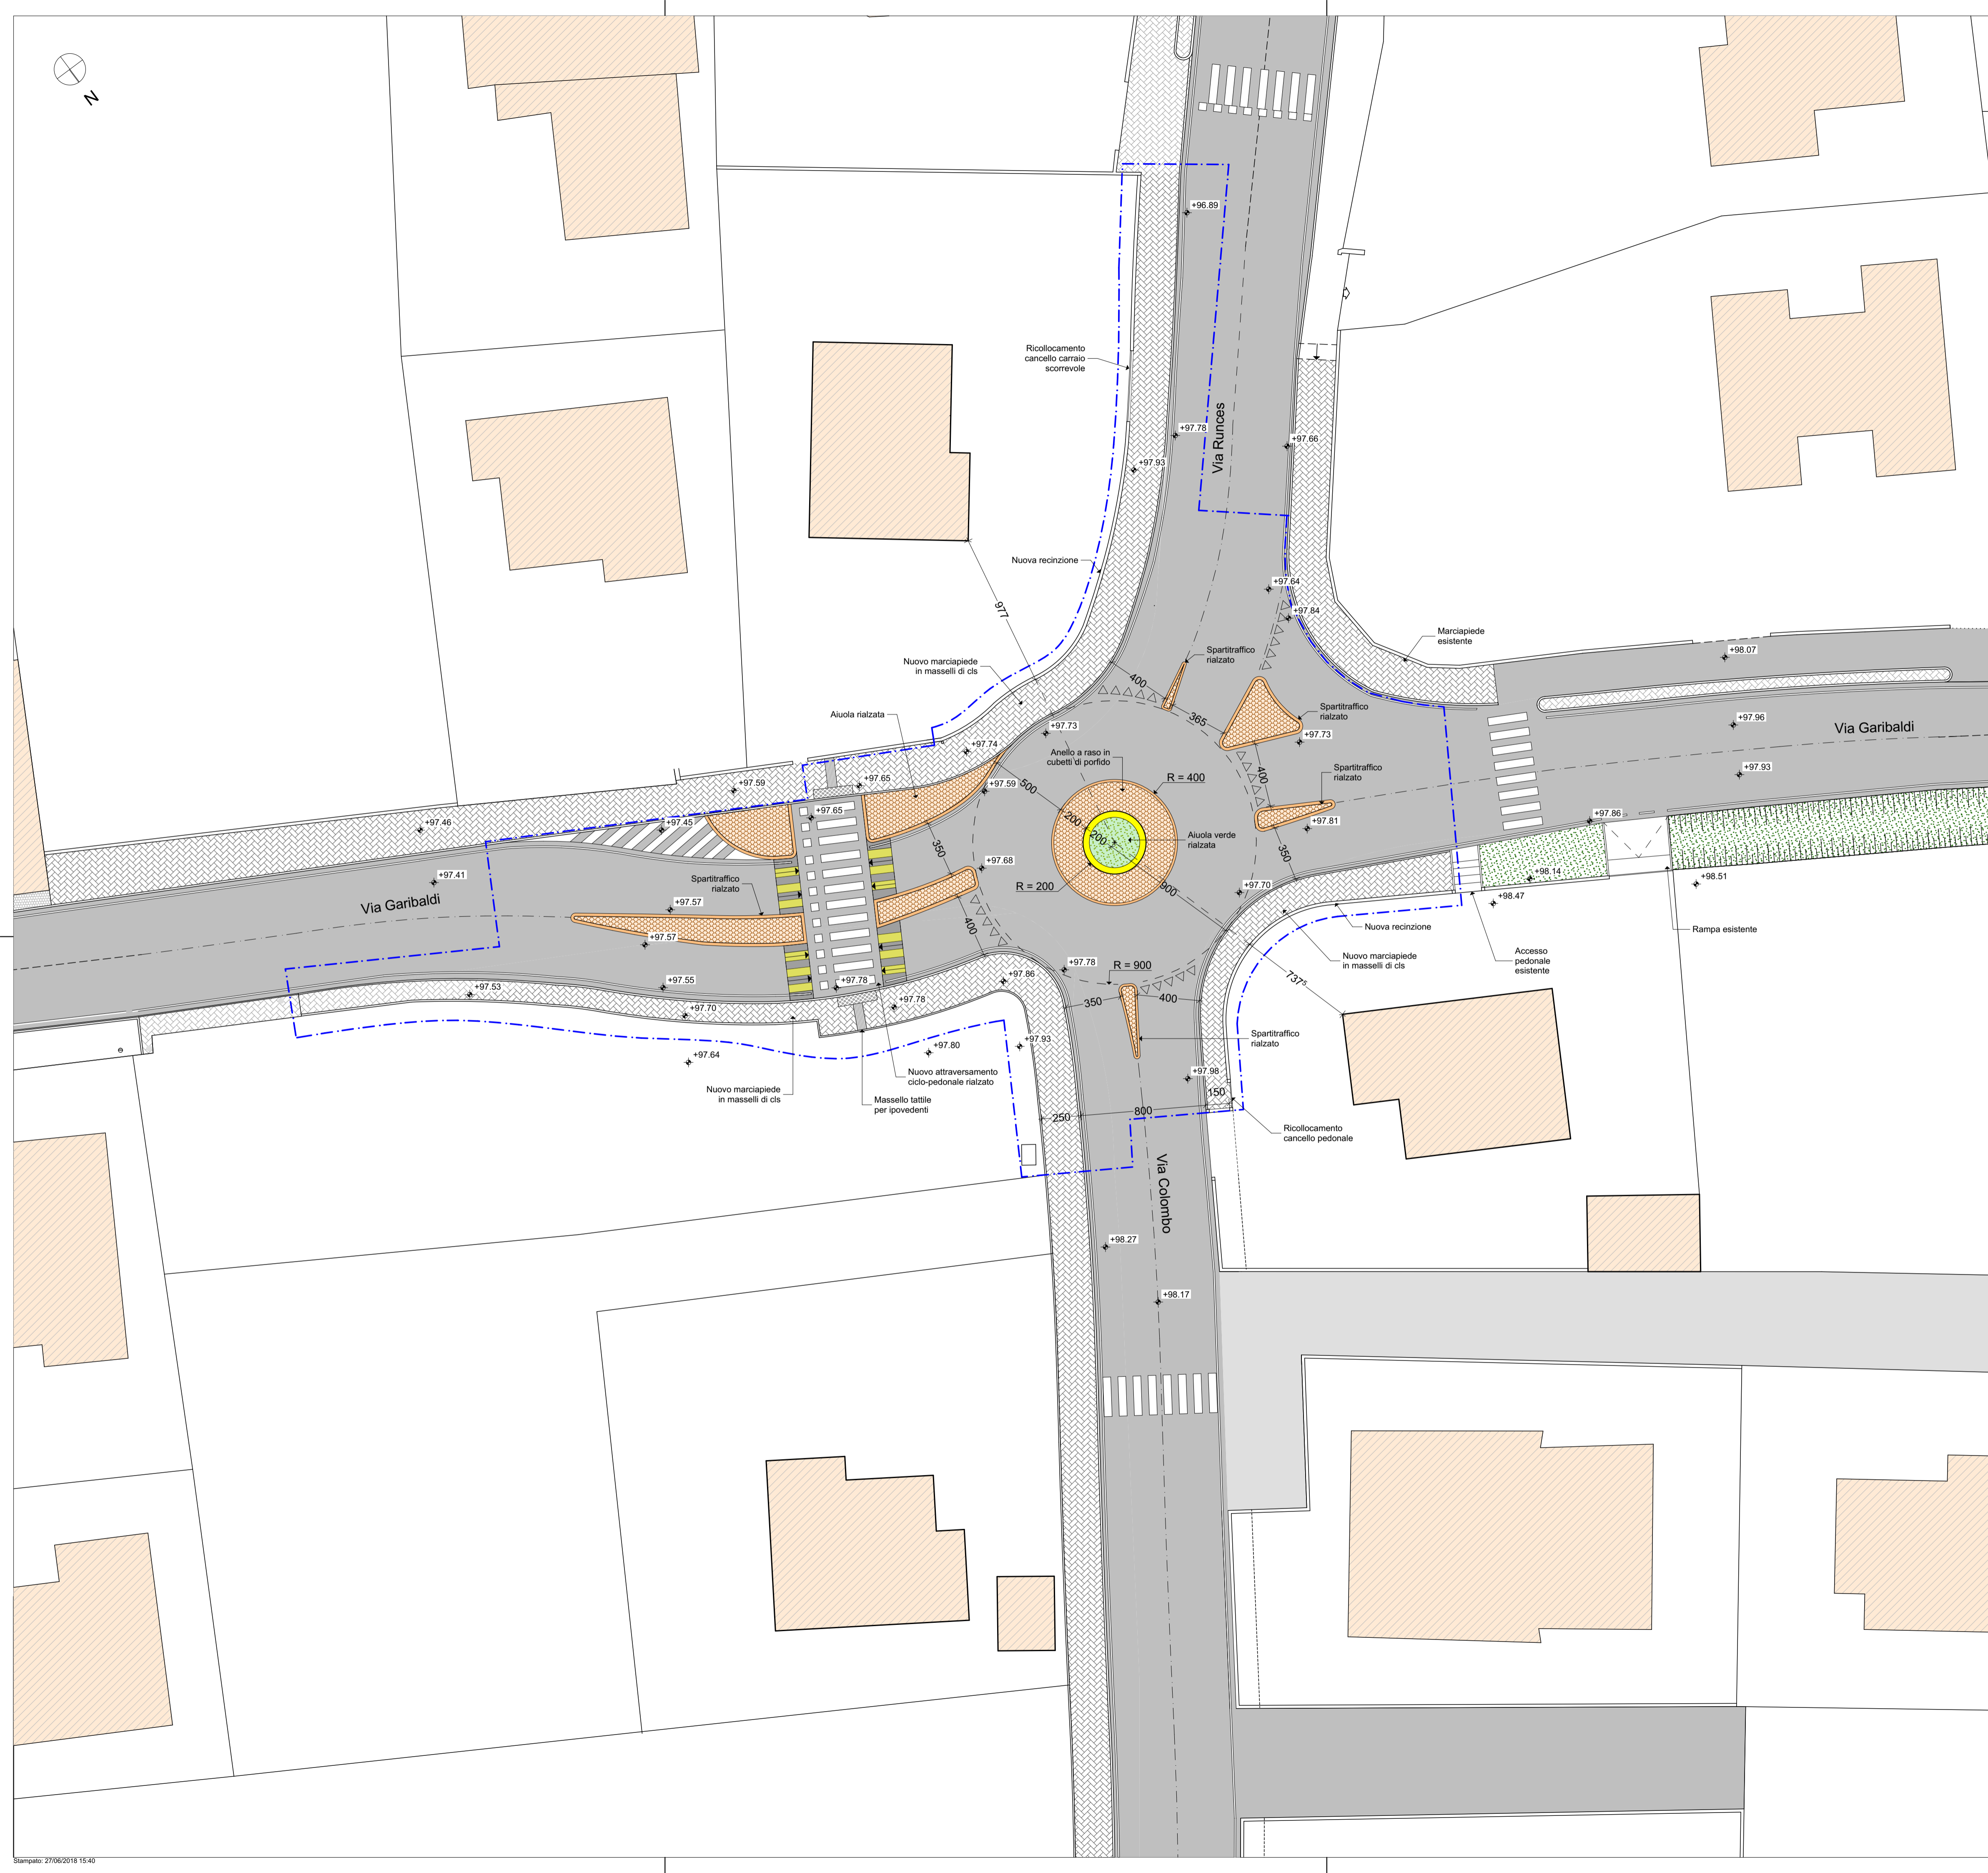 N
+96.89
Ricollocamento
cancello carraio
scorrevole
Via Runces
+97.78
+97.66
+97.93
Nuova recinzione
977
+97.64
+97.84
Marciapiede
esistente
Nuovo marciapiede
in masselli di cls
Spartitraffico
rialzato
+98.07
400
365
Spartitraffico
rialzato
Aiuola rialzata
+97.73
+97.73
+97.96
Via Garibaldi
+97.74
Anello a raso in
cubetti di porfido
R = 400
400
Spartitraffico
rialzato
+97.93
+97.59
+97.65
+97.59
500
+97.65
200
200
+97.81
+97.86
+97.46
+97.45
350
Aiuola verde
rialzata
350
+97.68
+97.41
Spartitraffico
rialzato
R = 200
900
+97.70
+98.14
+98.51
+98.47
Via Garibaldi
+97.57
400
Nuova recinzione
Rampa esistente
+97.57
Nuovo marciapiede
in masselli di cls
Accesso
pedonale
esistente
+97.78
R = 900
+97.55
+97.78
+97.86
737⁵
+97.53
+97.78
350
400
+97.70
+97.93
Spartitraffico
rialzato
+97.80
+97.64
+97.98
Nuovo attraversamento
ciclo-pedonale rialzato
Nuovo marciapiede
in masselli di cls
Massello tattile
per ipovedenti
150
250
800
Ricollocamento
cancello pedonale
Via Colombo
+98.27
+98.17
Stampato: 27/06/2018 15:40